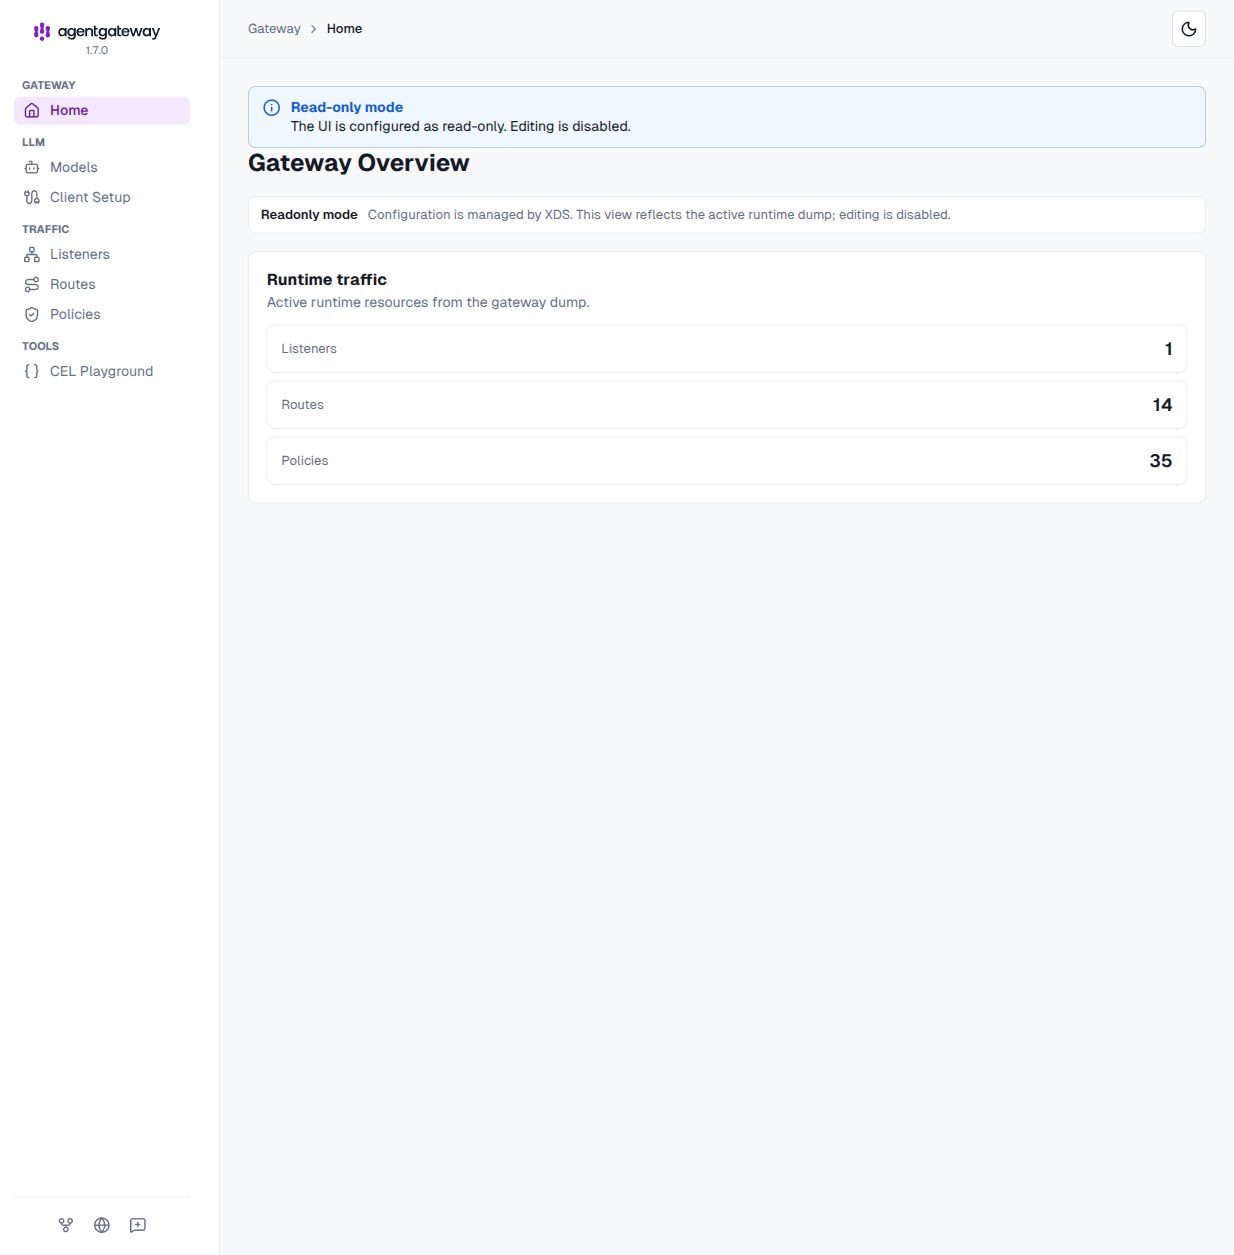 agentgateway
1.7.0
GATEWAY
Home
LLM
Models
Client Setup
TRAFFIC
Listeners
Routes
Policies
TOOLS
CEL Playground
Gateway > Home
Read-only mode
The UI is configured as read-only. Editing is disabled.
Gateway Overview
Readonly mode Configuration is managed by XDS. This view reflects the active runtime dump; editing is disabled.
Runtime traffic
Active runtime resources from the gateway dump.
Listeners 1
Routes 14
Policies 35